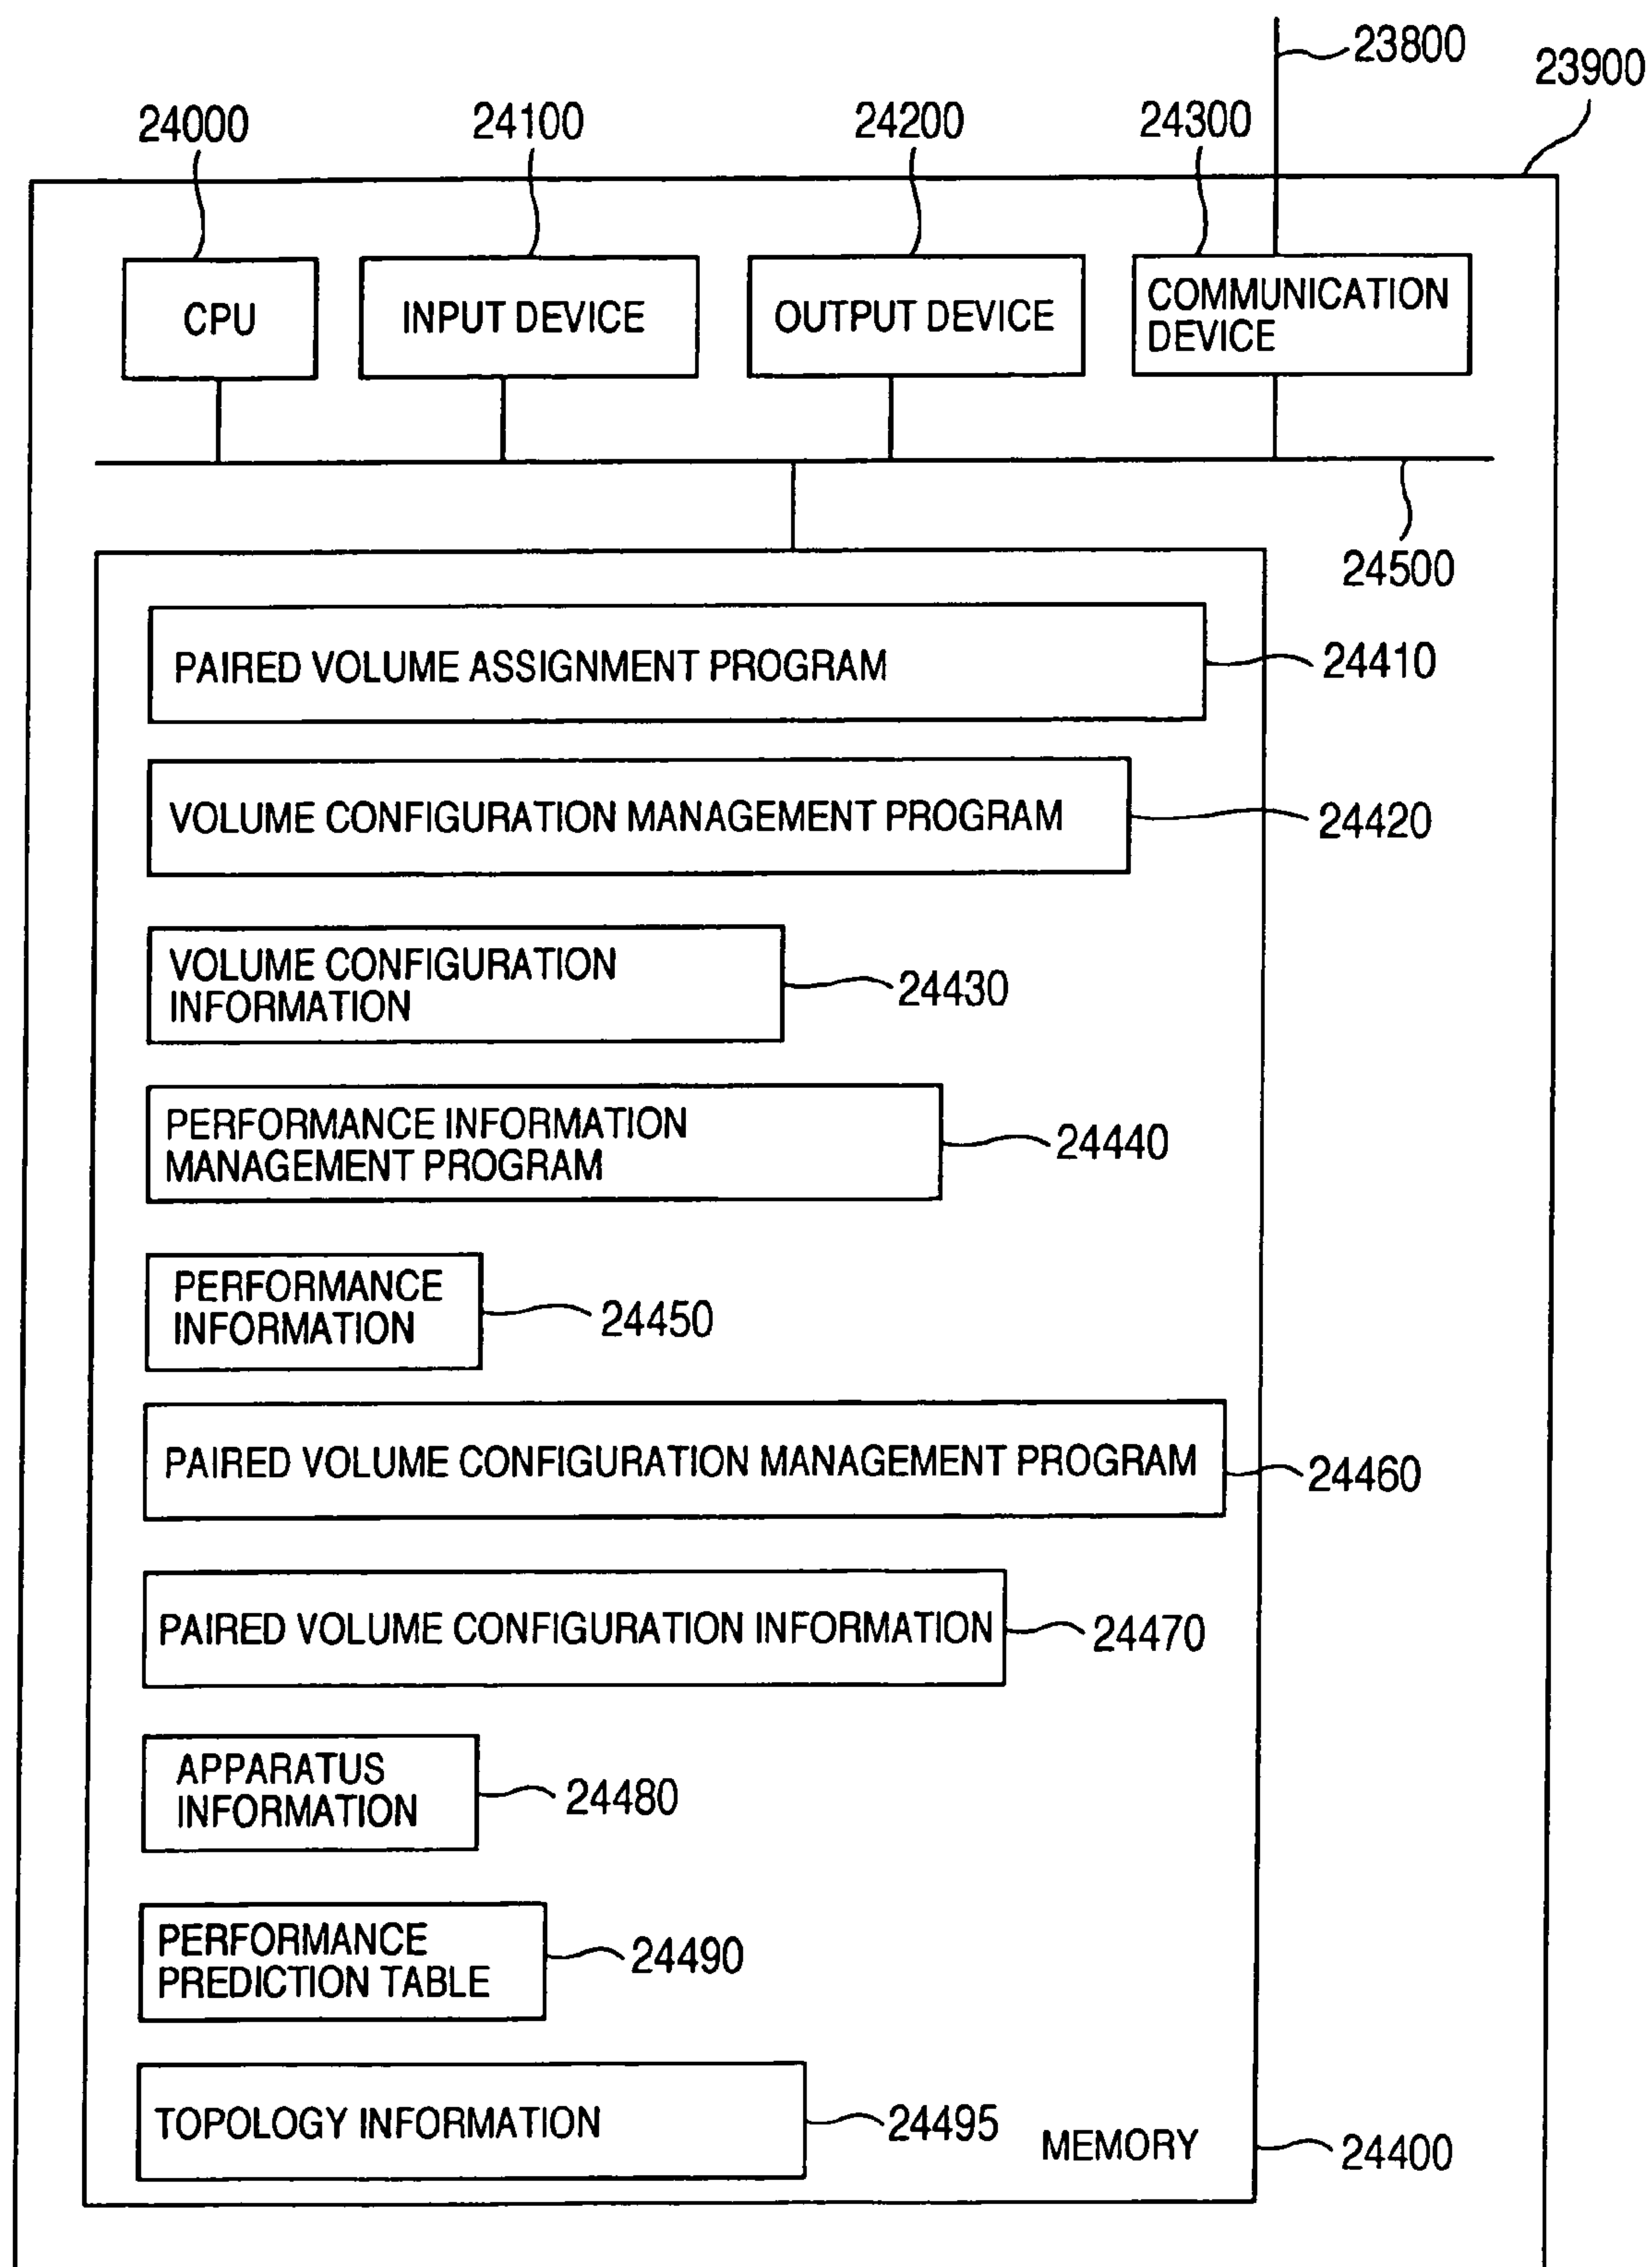 23800
23900
24000
24100
24200
24300
CPU
INPUT DEVICE
OUTPUT DEVICE
COMMUNICATION
DEVICE
24500
PAIRED VOLUME ASSIGNMENT PROGRAM
24410
VOLUME CONFIGURATION MANAGEMENT PROGRAM
24420
VOLUME CONFIGURATION
INFORMATION
24430
PERFORMANCE INFORMATION
MANAGEMENT PROGRAM
24440
PERFORMANCE
INFORMATION
24450
PAIRED VOLUME CONFIGURATION MANAGEMENT PROGRAM
24460
PAIRED VOLUME CONFIGURATION INFORMATION
24470
APPARATUS
INFORMATION
24480
PERFORMANCE
PREDICTION TABLE
24490
TOPOLOGY INFORMATION
24495
MEMORY
24400